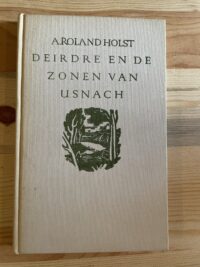 A.ROLAND HOLST
DEIRDRE EN DE
ZONEN VAN
USNACH